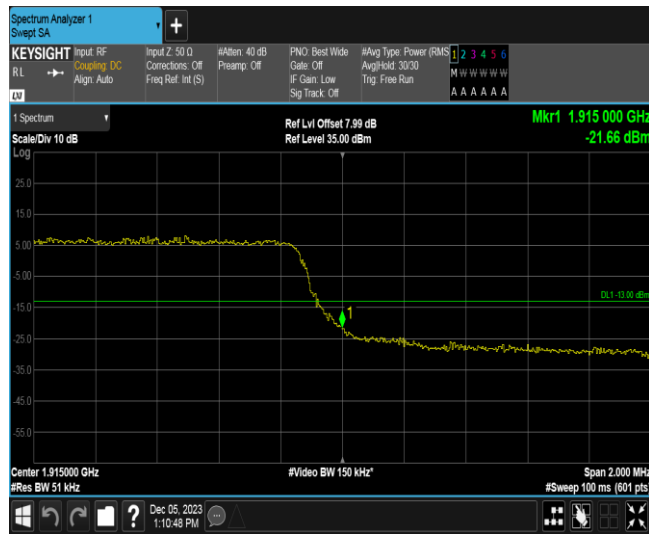 Spectrum Analyzer 1
Swept SA
+
KEYSIGHT
RL
LXI
Input: RF
Coupling: DC
Align: Auto
Input Z: 50 Ω
Corrections: Off
Freq Ref: Int (S)
#Atten: 40 dB
Preamp: Off
PNO: Best Wide
Gate: Off
IF Gain: Low
Sig Track: Off
#Avg Type: Power (RMS
Avg|Hold: 30/30
Trig: Free Run
1 2 3 4 5 6
M W W W W W
A A A A A A
1 Spectrum
Scale/Div 10 dB
Log
Ref Lvl Offset 7.99 dB
Ref Level 35.00 dBm
Mkr1 1.915 000 GHz
-21.66 dBm
25.0
15.0
5.00
-5.00
-15.0
-25.0
-35.0
-45.0
-55.0
DL1 -13.00 dBm
1
Center 1.915000 GHz
#Res BW 51 kHz
#Video BW 150 kHz*
Span 2.000 MHz
#Sweep 100 ms (601 pts)
?
Dec 05, 2023
1:10:48 PM